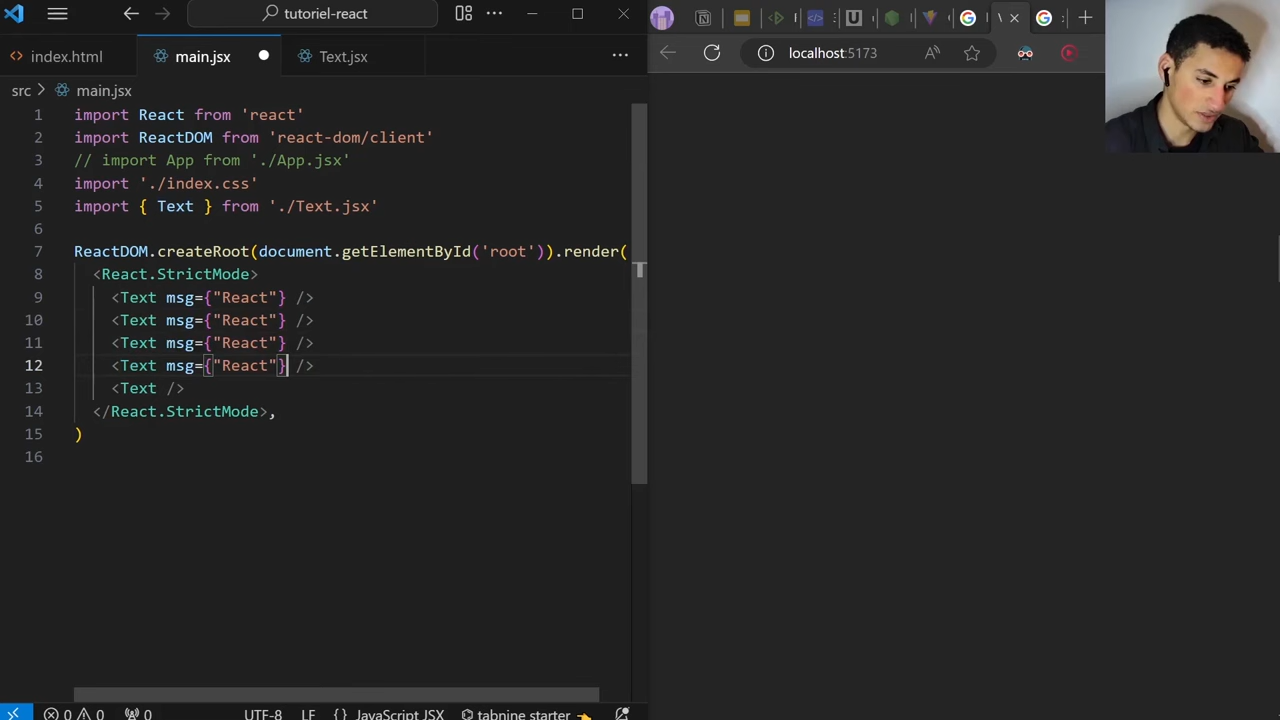 tutoriel-react
index.html
main.jsx
Text.jsx
localhost:5173
src > main.jsx
1 import React from 'react'
2 import ReactDOM from 'react-dom/client'
3 // import App from './App.jsx'
4 import './index.css'
5 import { Text } from './Text.jsx'
6
7 ReactDOM.createRoot(document.getElementById('root')).render(
8 <React.StrictMode>
9 <Text msg={"React"} />
10 <Text msg={"React"} />
11 <Text msg={"React"} />
12 <Text msg={"React"} />
13 <Text />
14 </React.StrictMode>,
15 )
16
0 0 0 UTF-8 LF {} JavaScript JSX tabnine starter